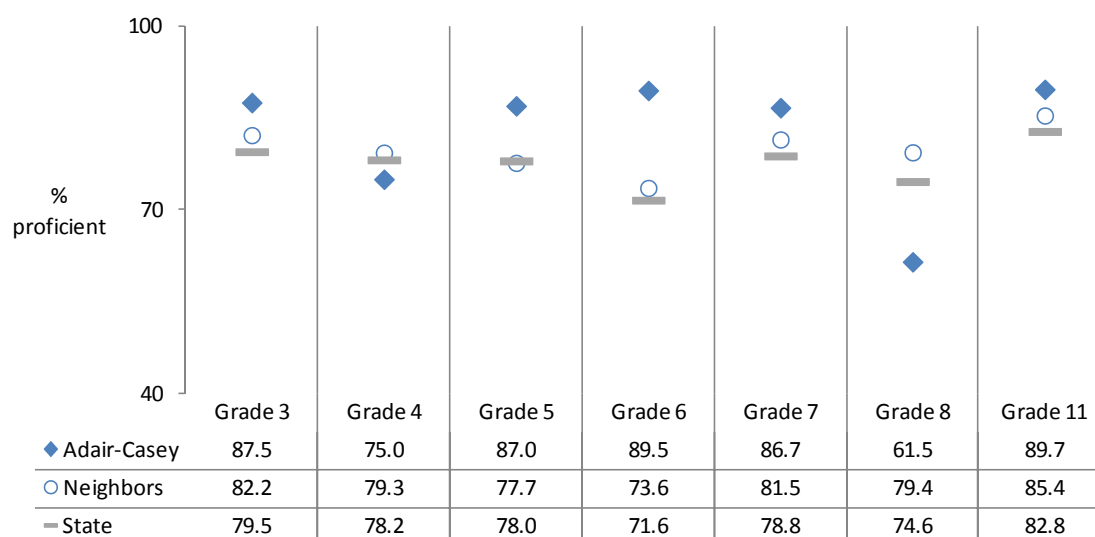 100
%
proficient
70
40
Grade 3 Grade 4 Grade 5 Grade 6 Grade 7 Grade 8 Grade 11
Adair-Casey 87.5 75.0 87.0 89.5 86.7 61.5 89.7
Neighbors 82.2 79.3 77.7 73.6 81.5 79.4 85.4
State 79.5 78.2 78.0 71.6 78.8 74.6 82.8